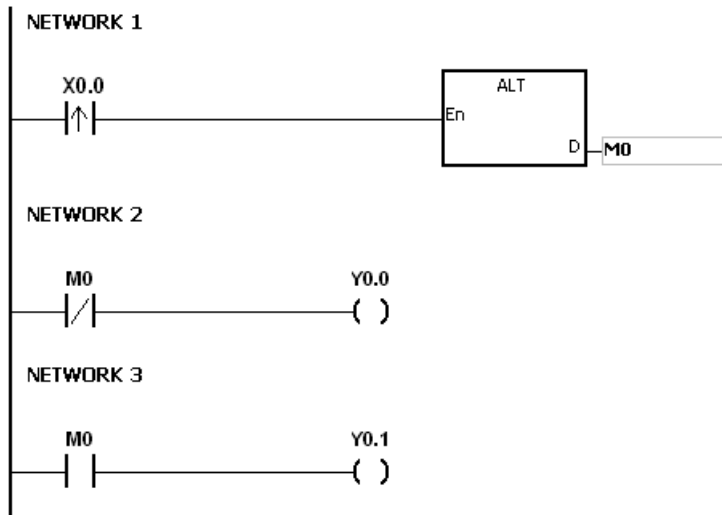 NETWORK 1
X0.0
ALT
En
D
M0
NETWORK 2
M0
Y0.0
NETWORK 3
M0
Y0.1